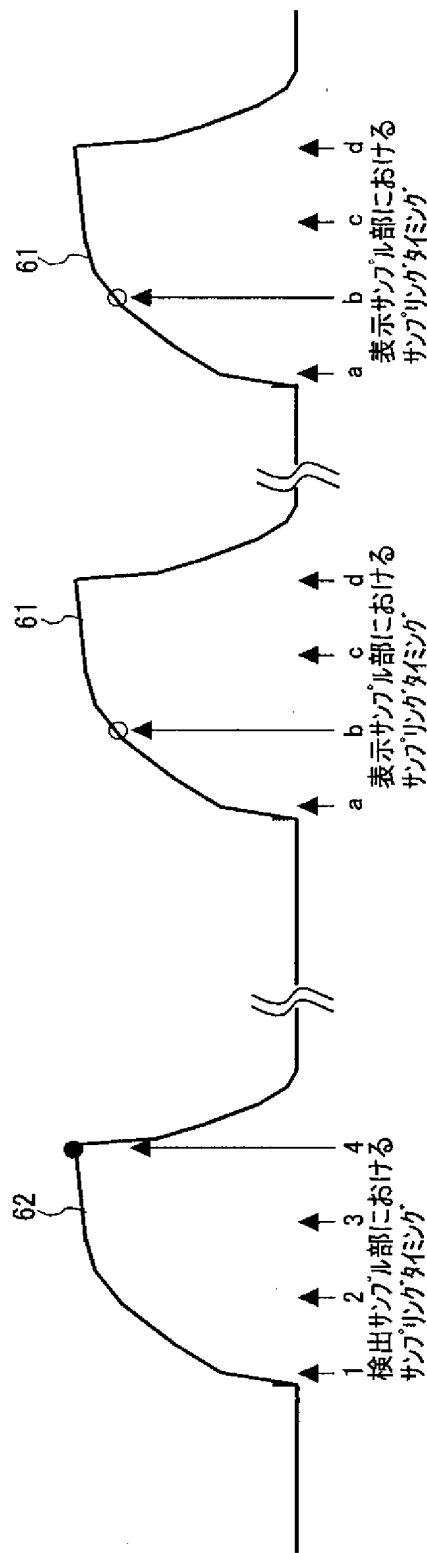 62
1 2 3 4
検出サンプル部における
サンプリングタイミング
61
a b c d
表示サンプル部における
サンプリングタイミング
61
a b c d
表示サンプル部における
サンプリングタイミング